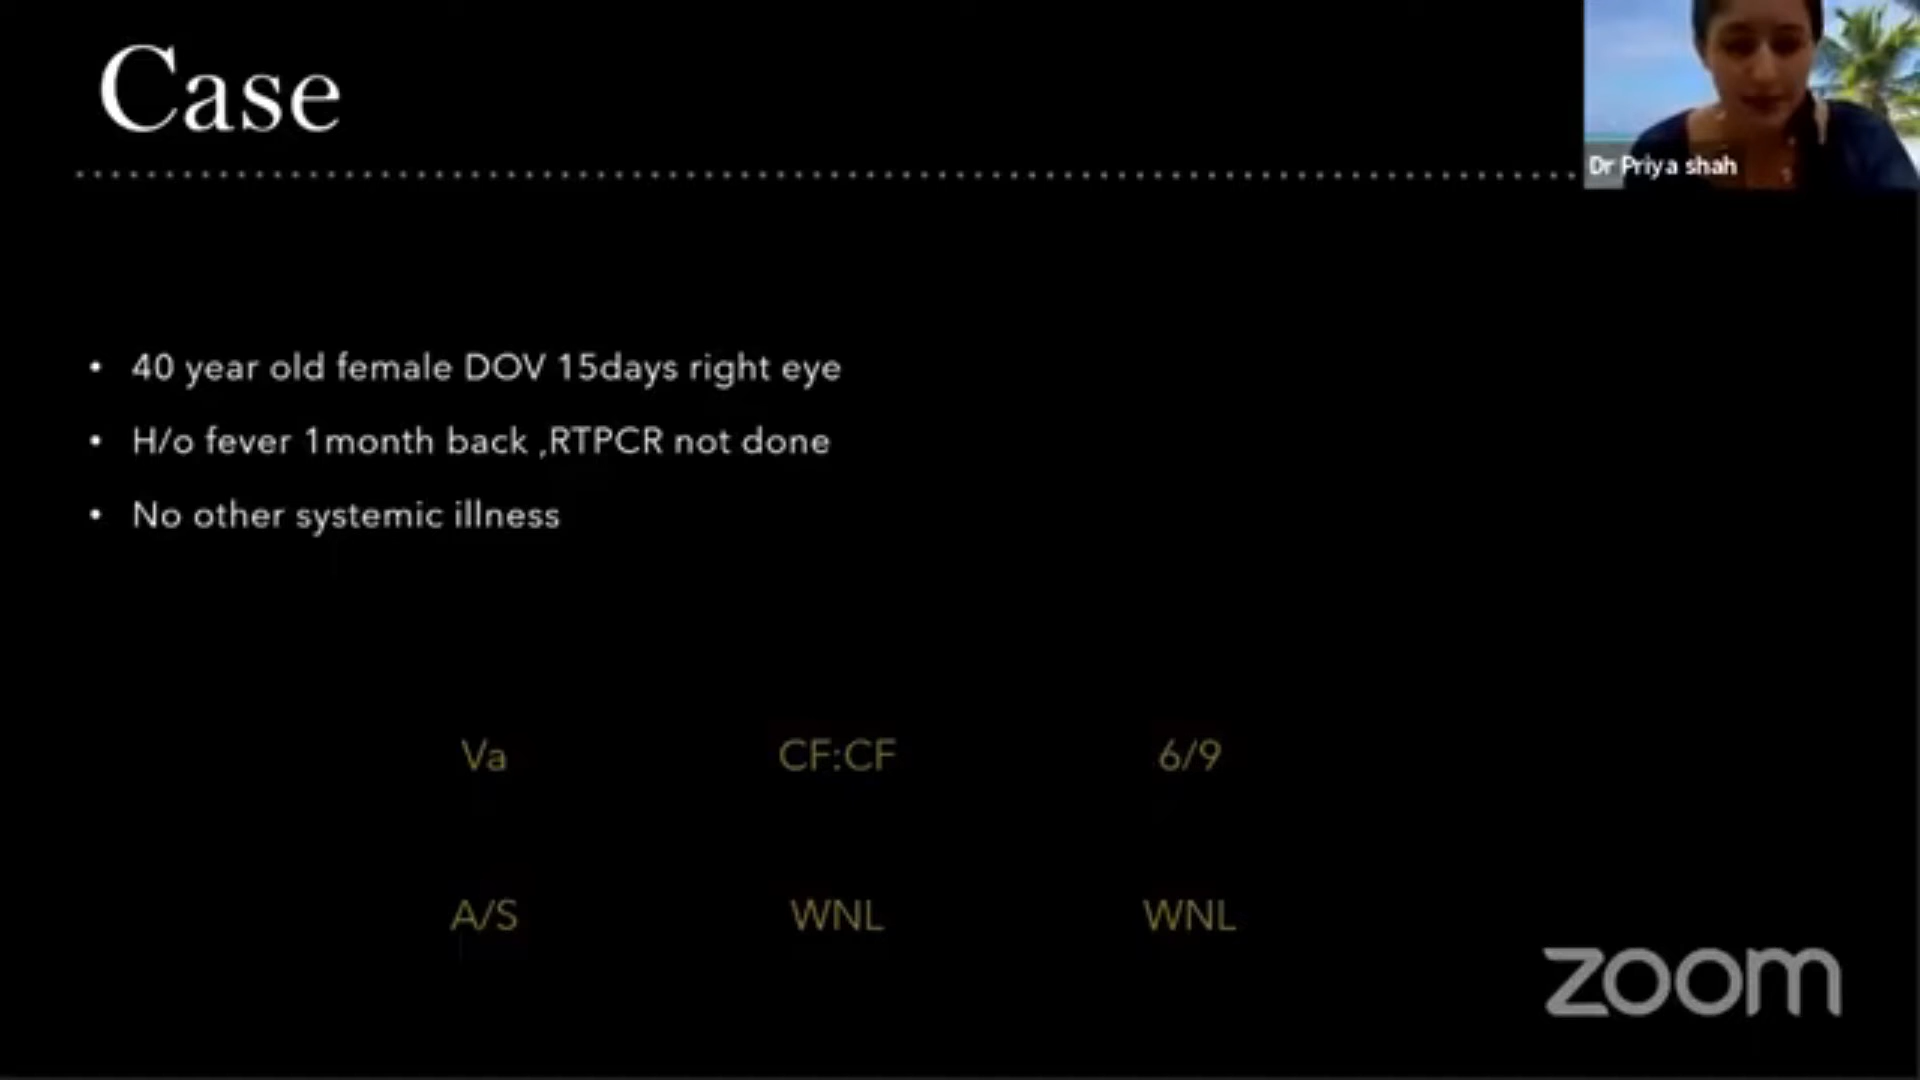 Case
Dr Priya shah
• 40 year old female DOV 15days right eye
• H/o fever 1month back ,RTPCR not done
• No other systemic illness
Va CF:CF 6/9
A/S WNL WNL
zoom